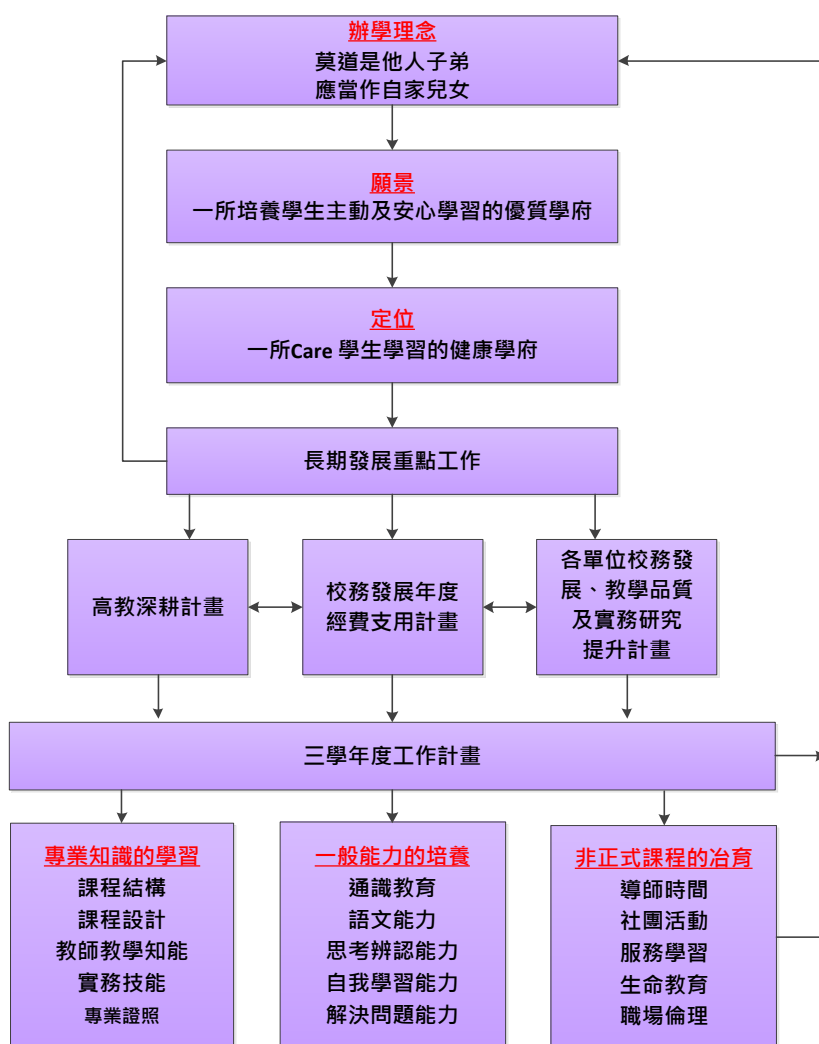 辦學理念
莫道是他人子弟
應當作自家兒女
願景
一所培養學生主動及安心學習的優質學府
定位
一所Care 學生學習的健康學府
長期發展重點工作
高教深耕計畫
校務發展年度
經費支用計畫
各單位校務發
展、教學品質
及實務研究
提升計畫
三學年度工作計畫
專業知識的學習
課程結構
課程設計
教師教學知能
實務技能
專業證照
一般能力的培養
通識教育
語文能力
思考辨認能力
自我學習能力
解決問題能力
非正式課程的冶育
導師時間
社團活動
服務學習
生命教育
職場倫理